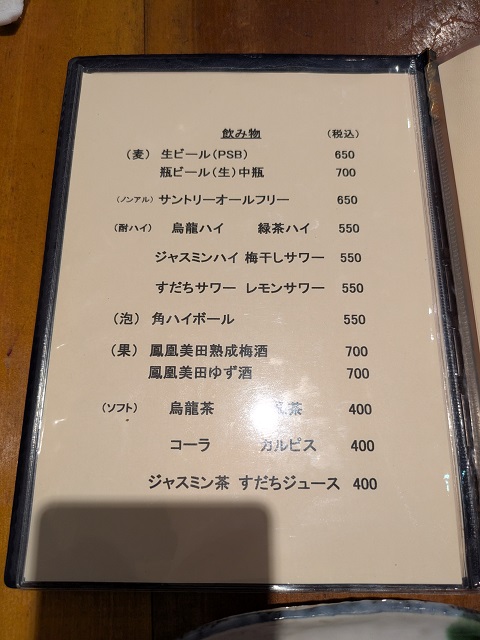 飲み物 (税込)
(麦) 生ビール(PSB) 650
瓶ビール(生)中瓶 700
(ノンアル) サントリーオールフリー 650
(酎ハイ) 烏龍ハイ 緑茶ハイ 550
ジャスミンハイ 梅干しサワー 550
すだちサワー レモンサワー 550
(泡) 角ハイボール 550
(果) 鳳凰美田熟成梅酒 700
鳳凰美田ゆず酒 700
(ソフト) 烏龍茶 茶 400
コーラ カルピス 400
ジャスミン茶 すだちジュース 400